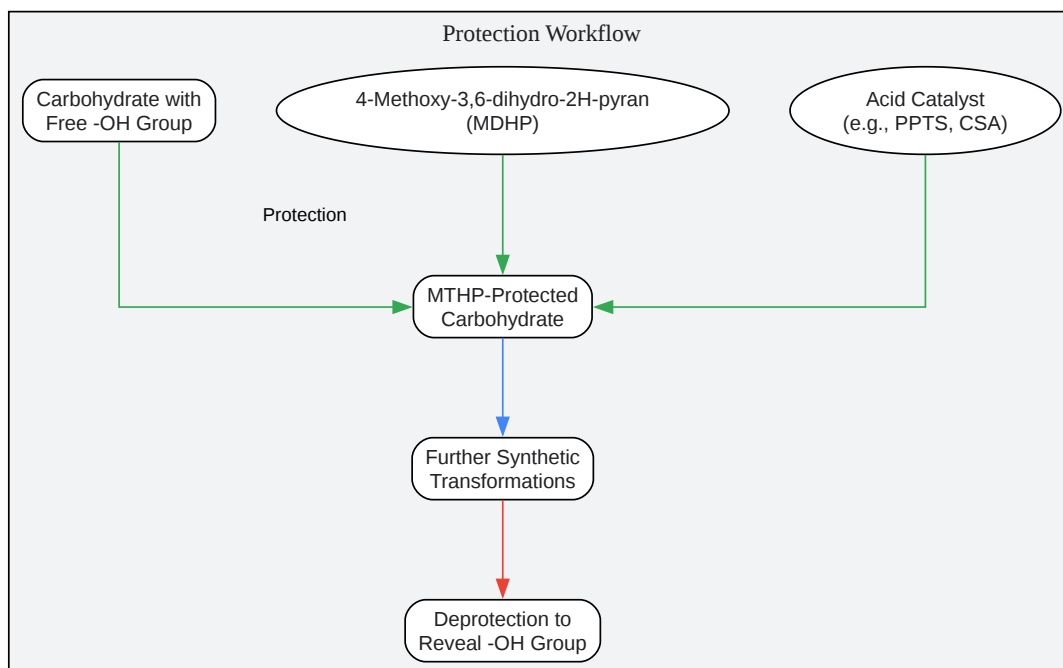 Protection Workflow
Carbohydrate with
Free -OH Group
4-Methoxy-3,6-dihydro-2H-pyran
(MDHP)
Acid Catalyst
(e.g., PPTS, CSA)
Protection
MTHP-Protected
Carbohydrate
Further Synthetic
Transformations
Deprotection to
Reveal -OH Group